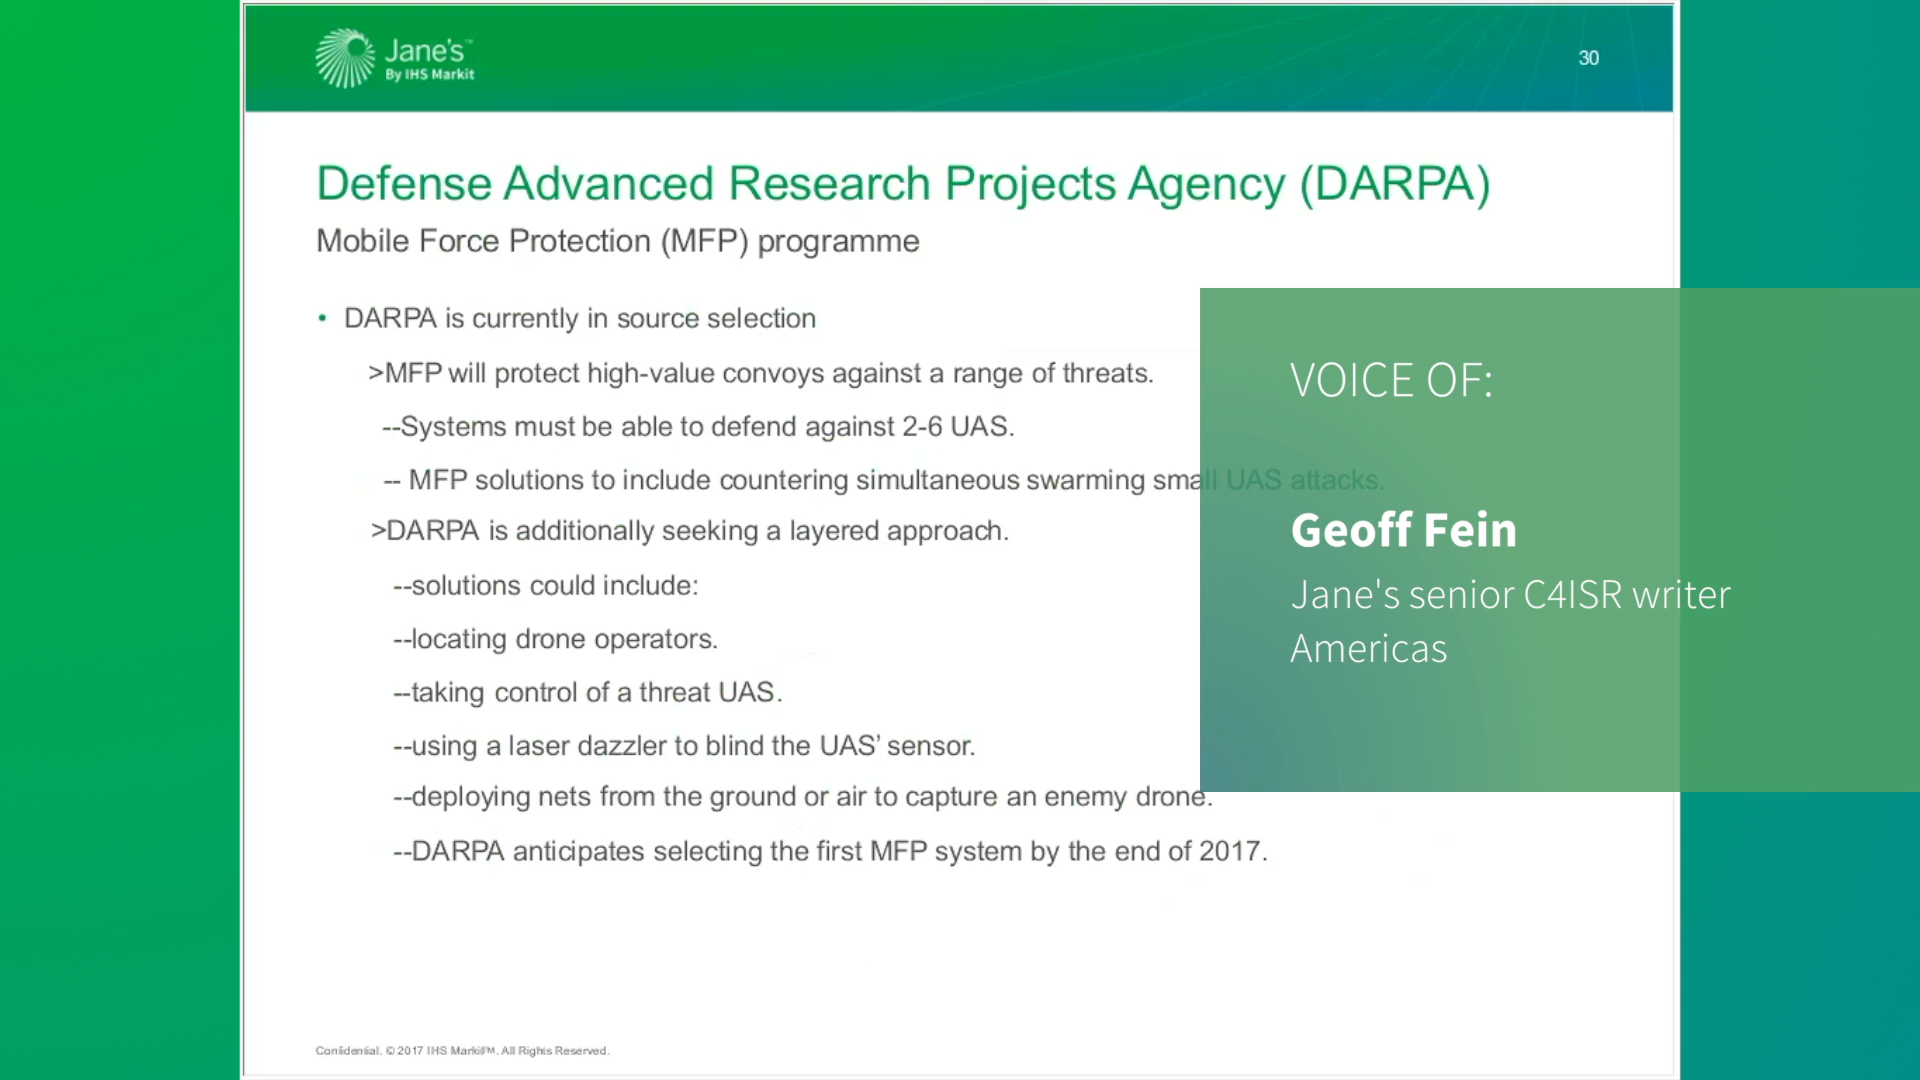 Jane's™
By IHS Markit
30
Defense Advanced Research Projects Agency (DARPA)
Mobile Force Protection (MFP) programme
• DARPA is currently in source selection
>MFP will protect high-value convoys against a range of threats.
--Systems must be able to defend against 2-6 UAS.
-- MFP solutions to include countering simultaneous swarming small UAS attacks.
>DARPA is additionally seeking a layered approach.
--solutions could include:
--locating drone operators.
--taking control of a threat UAS.
--using a laser dazzler to blind the UAS’ sensor.
--deploying nets from the ground or air to capture an enemy drone.
--DARPA anticipates selecting the first MFP system by the end of 2017.
VOICE OF:
Geoff Fein
Jane's senior C4ISR writer
Americas
Confidential. © 2017 IHS Markit™. All Rights Reserved.